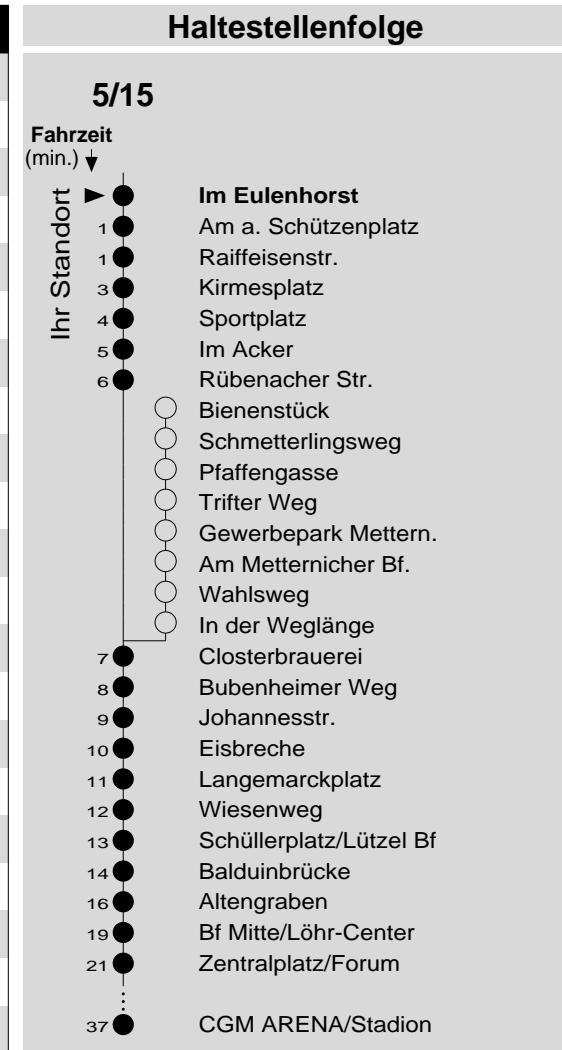 Haltestellenfolge
5/15
Fahrzeit
(min.)
Ihr Standort
Im Eulenhorst
1 Am a. Schützenplatz
1 Raiffeisenstr.
3 Kirmesplatz
4 Sportplatz
5 Im Acker
6 Rübenacher Str.
Bienenstück
Schmetterlingsweg
Pfaffengasse
Trifter Weg
Gewerbepark Mettern.
Am Metternicher Bf.
Wahlsweg
In der Weglänge
7 Closterbrauerei
8 Bubenheimer Weg
9 Johannesstr.
10 Eisbreche
11 Langemarckplatz
12 Wiesenweg
13 Schüllerplatz/Lützel Bf
14 Balduinbrücke
16 Altengraben
19 Bf Mitte/Löhr-Center
21 Zentralplatz/Forum
37 CGM ARENA/Stadion